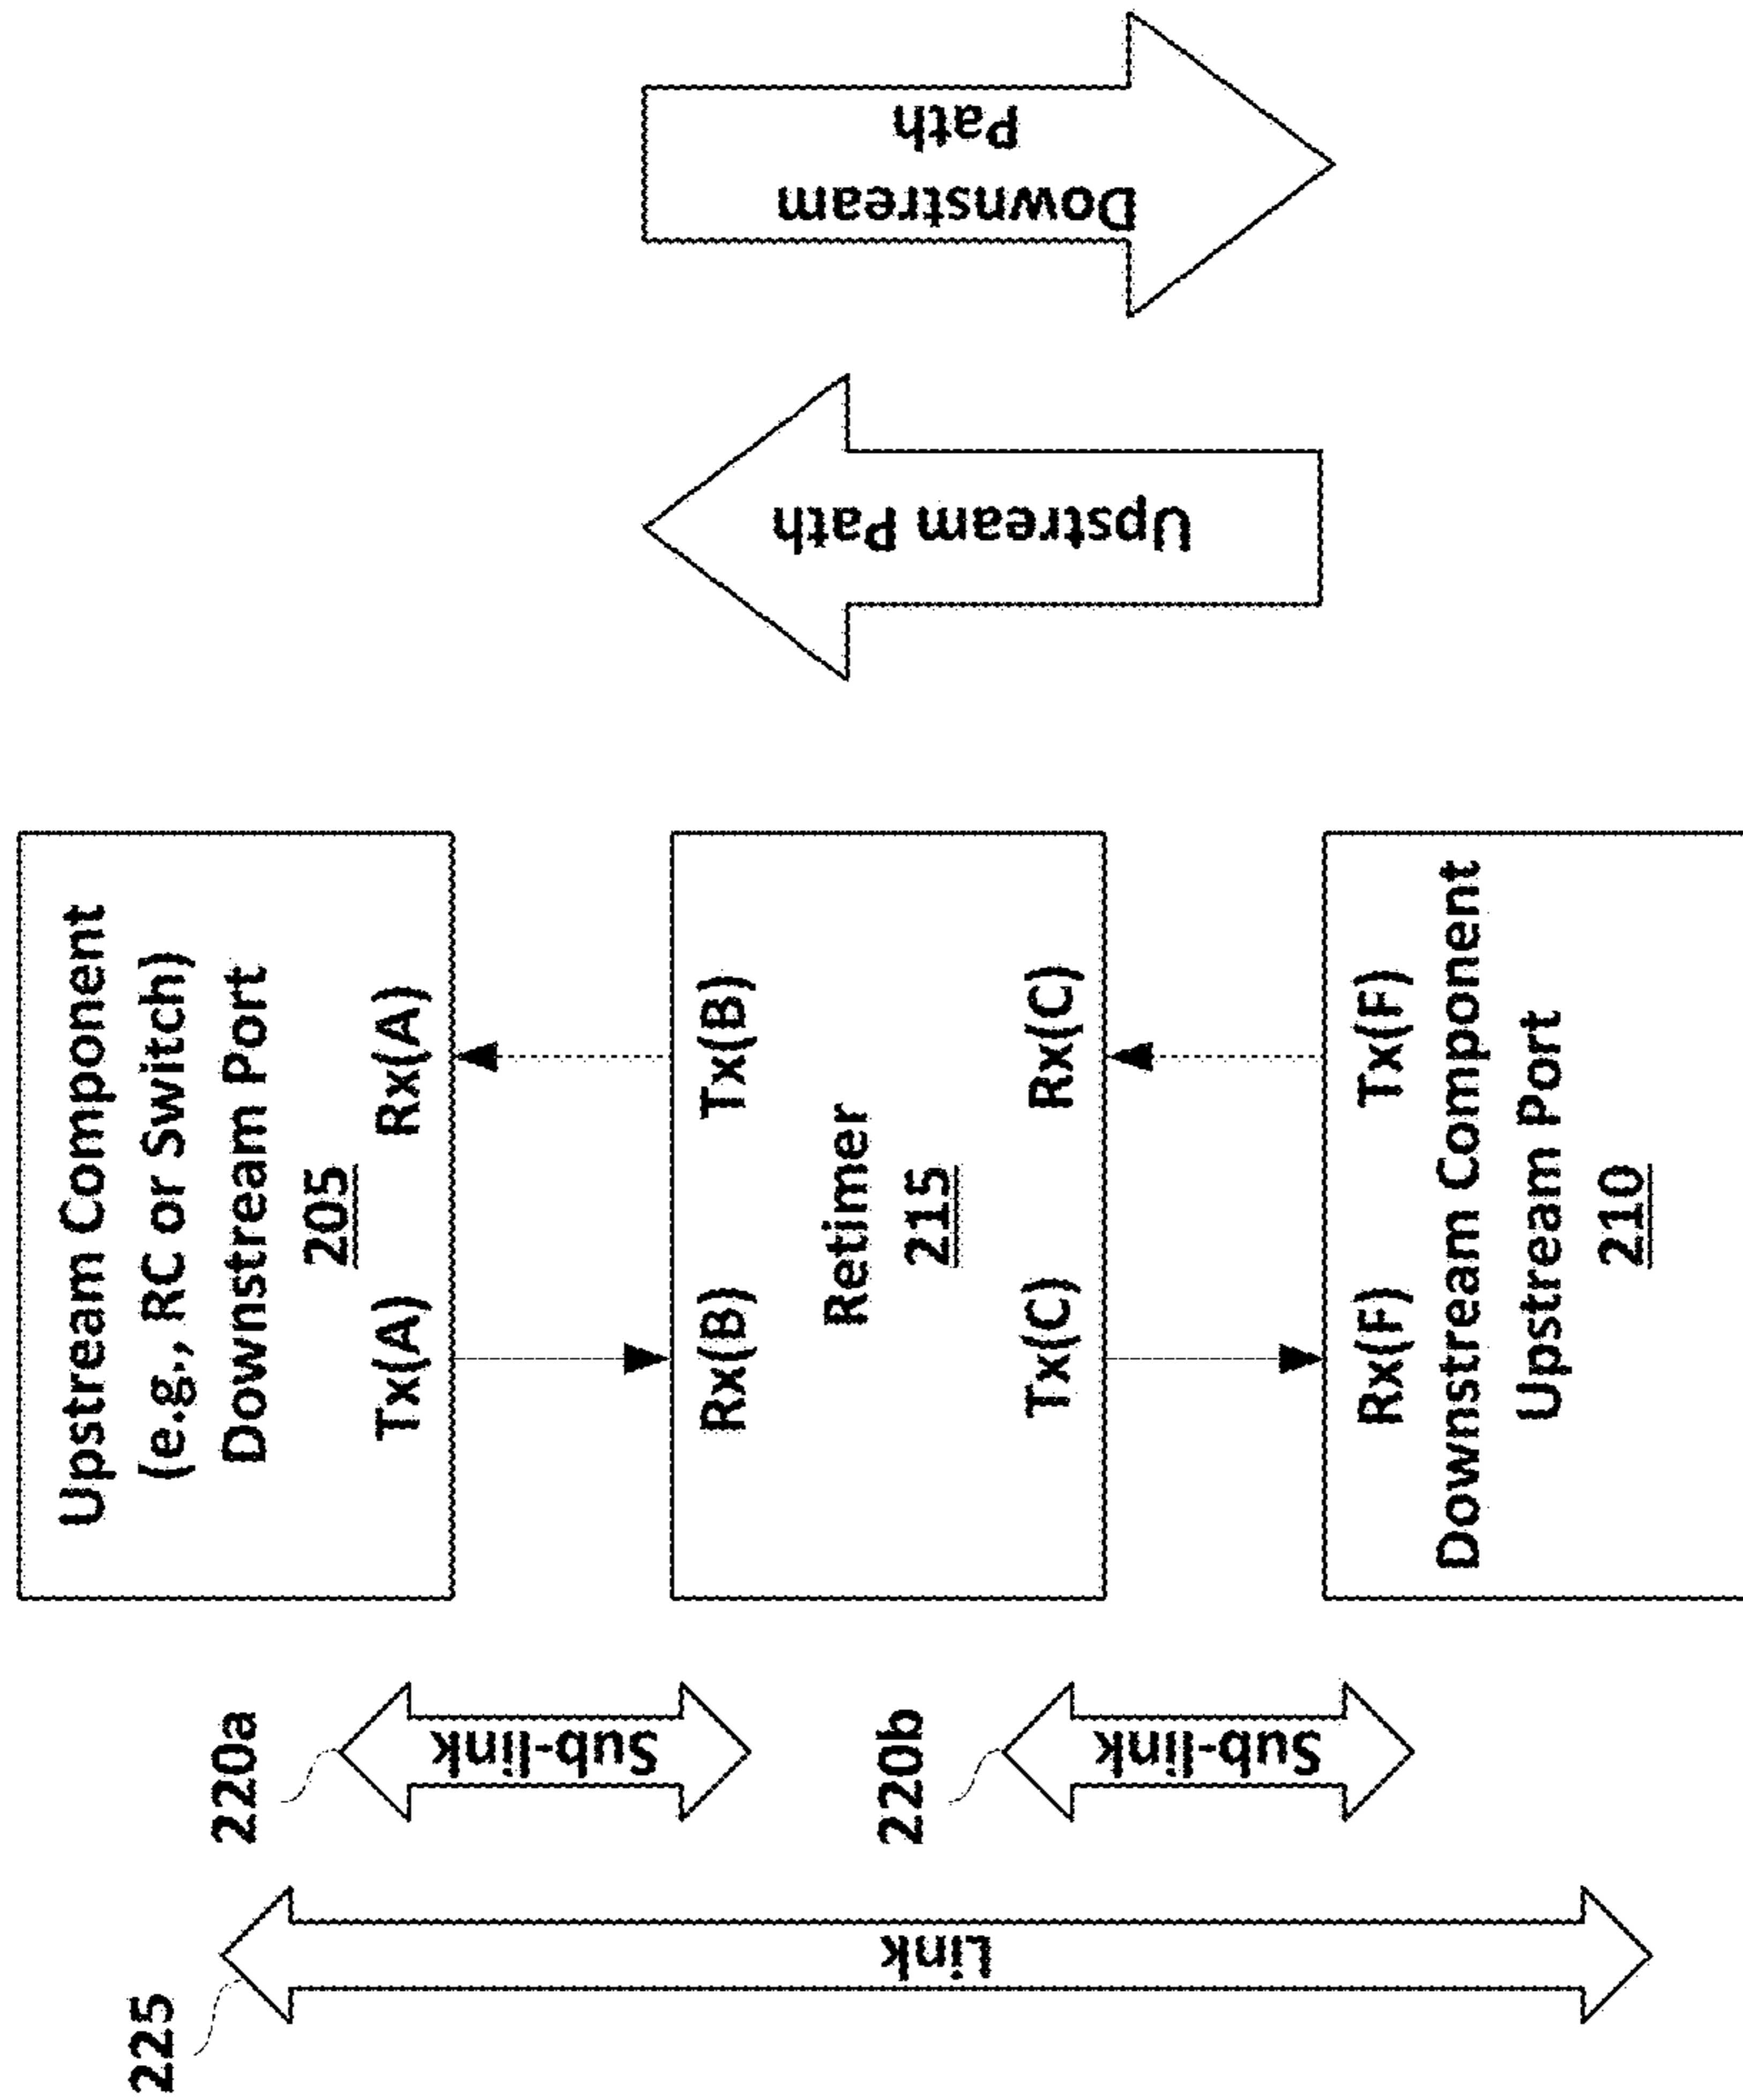 225
Link
220a
Sub-link
220b
Sub-link
Upstream Component
(e.g., RC or Switch)
Downstream Port
205
Tx(A) Rx(A)
Rx(B) Tx(B)
Retimer
215
Tx(C) Rx(C)
Rx(F) Tx(F)
Downstream Component
Upstream Port
210
Upstream Path
Downstream
Path